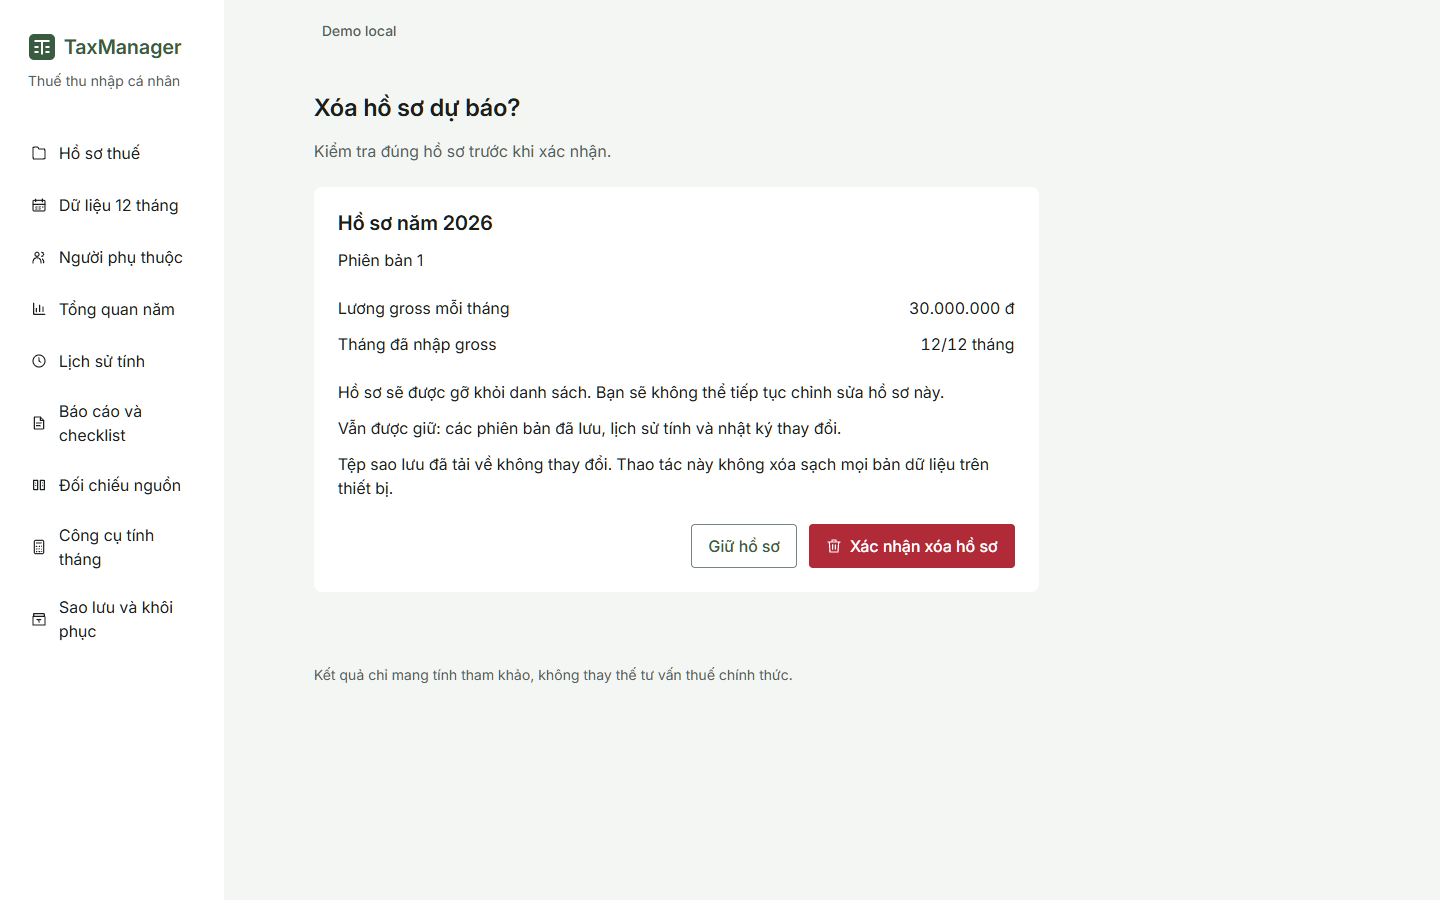 TaxManager
Thuế thu nhập cá nhân
Hồ sơ thuế
Dữ liệu 12 tháng
Người phụ thuộc
Tổng quan năm
Lịch sử tính
Báo cáo và
checklist
Đối chiếu nguồn
Công cụ tính
tháng
Sao lưu và khôi
phục
Demo local
Xóa hồ sơ dự báo?
Kiểm tra đúng hồ sơ trước khi xác nhận.
Hồ sơ năm 2026
Phiên bản 1
Lương gross mỗi tháng 30.000.000 đ
Tháng đã nhập gross 12/12 tháng
Hồ sơ sẽ được gỡ khỏi danh sách. Bạn sẽ không thể tiếp tục chỉnh sửa hồ sơ này.
Vẫn được giữ: các phiên bản đã lưu, lịch sử tính và nhật ký thay đổi.
Tệp sao lưu đã tải về không thay đổi. Thao tác này không xóa sạch mọi bản dữ liệu trên
thiết bị.
Giữ hồ sơ
Xác nhận xóa hồ sơ
Kết quả chỉ mang tính tham khảo, không thay thế tư vấn thuế chính thức.